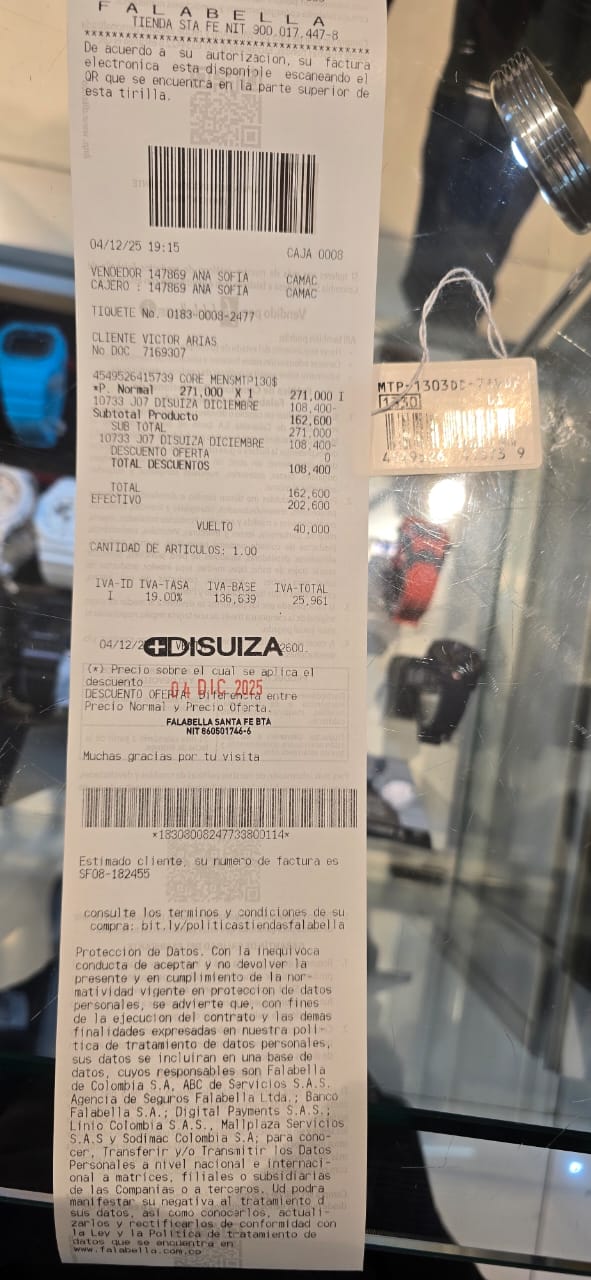 FALABELLA
TIENDA STA FE NIT 900.017.447-8
****************************************
De acuerdo a su autorizacion, su factura
electronica esta disponible escaneando el
QR que se encuentra en la parte superior de
esta tirilla.
04/12/25 19:15 CAJA 0008
VENDEDOR 147869 ANA SOFIA CAMAC
CAJERO : 147869 ANA SOFIA CAMAC
TIQUETE No. 0183-0008-2477
CLIENTE VICTOR ARIAS
No DOC 7169307
4549526415739 CORE MENSMTP130$
*P. Normal 271,000 X 1 271,000 I
10733 J07 DISUIZA DICIEMBRE 108,400-
Subtotal Producto 162,600
SUB TOTAL 271,000
10733 J07 DISUIZA DICIEMBRE 108,400-
DESCUENTO OFERTA 0
TOTAL DESCUENTOS 108,400
TOTAL 162,600
EFECTIVO 202,600
VUELTO 40,000
CANTIDAD DE ARTICULOS: 1.00
IVA-ID IVA-TASA IVA-BASE IVA-TOTAL
I 19.00% 136,639 25,961
04/12/2 DISUIZA 2600.
(*) Precio sobre el cual se aplica el
descuento
04 DIC 2025
DESCUENTO OFERTA: Diferencia entre
Precio Normal y Precio Oferta.
FALABELLA SANTA FE BTA
NIT 860501746-6
Muchas gracias por tu visita
*18308008247733800114*
Estimado cliente, su numero de factura es
SF08-182455
consulte los terminos y condiciones de su
compra: bit.ly/politicastiendasfalabella
Proteccion de Datos. Con la inequivoca
conducta de aceptar y no devolver la
presente y en cumplimiento de la nor-
matividad vigente en proteccion de datos
personales, se advierte que, con fines
de la ejecucion del contrato y las demas
finalidades expresadas en nuestra poli-
tica de tratamiento de datos personales,
sus datos se incluiran en una base de
datos, cuyos responsables son Falabella
de Colombia S.A, ABC de Servicios S.A.S.
Agencia de Seguros Falabella Ltda.; Banco
Falabella S.A.; Digital Payments S.A.S.;
Linio Colombia S.A.S., Mallplaza Servicios
S.A.S y Sodimac Colombia S.A; para cono-
cer, Transferir y/o Transmitir los Datos
Personales a nivel nacional e internaci-
onal a matrices, filiales o subsidiarias
de las Companias o a terceros. Ud podra
manifestar su negativa al tratamiento d
sus datos, asi como conocerlos, actuali-
zarlos y rectificarlos de conformidad con
la Ley y la Politica de tratamiento de
datos que se encuentra en
www.falabella.com.co
1330